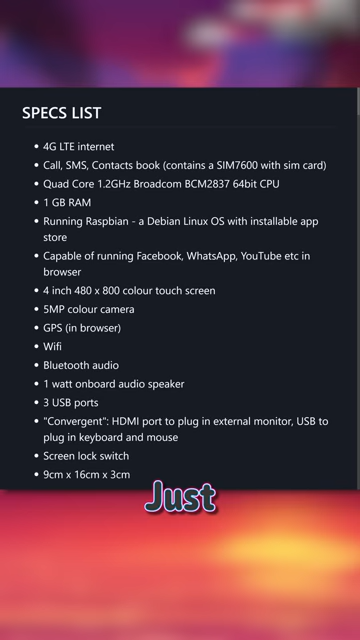 SPECS LIST
4G LTE internet
Call, SMS, Contacts book (contains a SIM7600 with sim card)
Quad Core 1.2GHz Broadcom BCM2837 64bit CPU
1 GB RAM
Running Raspbian - a Debian Linux OS with installable app
store
Capable of running Facebook, WhatsApp, YouTube etc in
browser
4 inch 480 x 800 colour touch screen
5MP colour camera
GPS (in browser)
Wifi
Bluetooth audio
1 watt onboard audio speaker
3 USB ports
"Convergent": HDMI port to plug in external monitor, USB to
plug in keyboard and mouse
Screen lock switch
9cm x 16cm x 3cm
Just